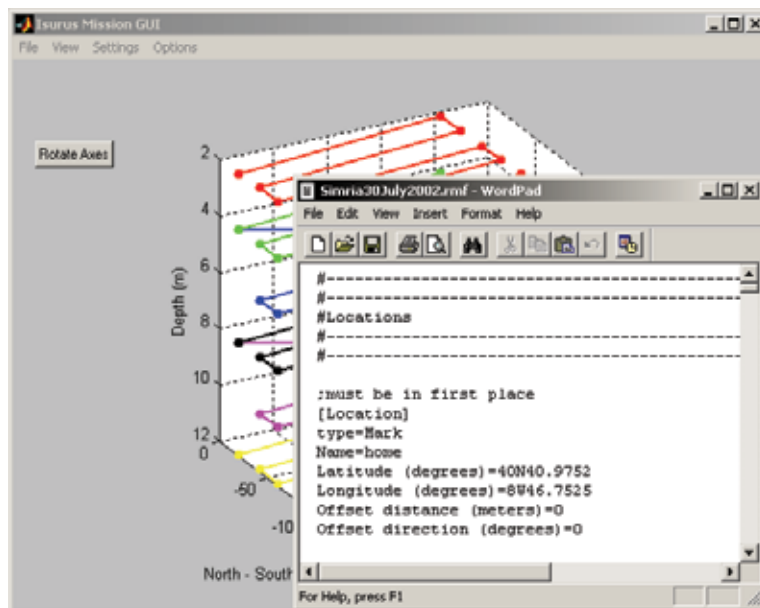 Isurus Mission GUI
File View Settings Options
Rotate Axes
2
4
6
8
10
12
Depth (m)
0
-50
-10
North - South
Simria30July2002.rmf - WordPad
File Edit View Insert Format Help
#------------------------------------------------
#------------------------------------------------
#Locations
#------------------------------------------------
#------------------------------------------------
;must be in first place
[Location]
type=Mark
Name=home
Latitude (degrees)=40N40.9752
Longitude (degrees)=8W46.7525
Offset distance (meters)=0
Offset direction (degrees)=0
For Help, press F1